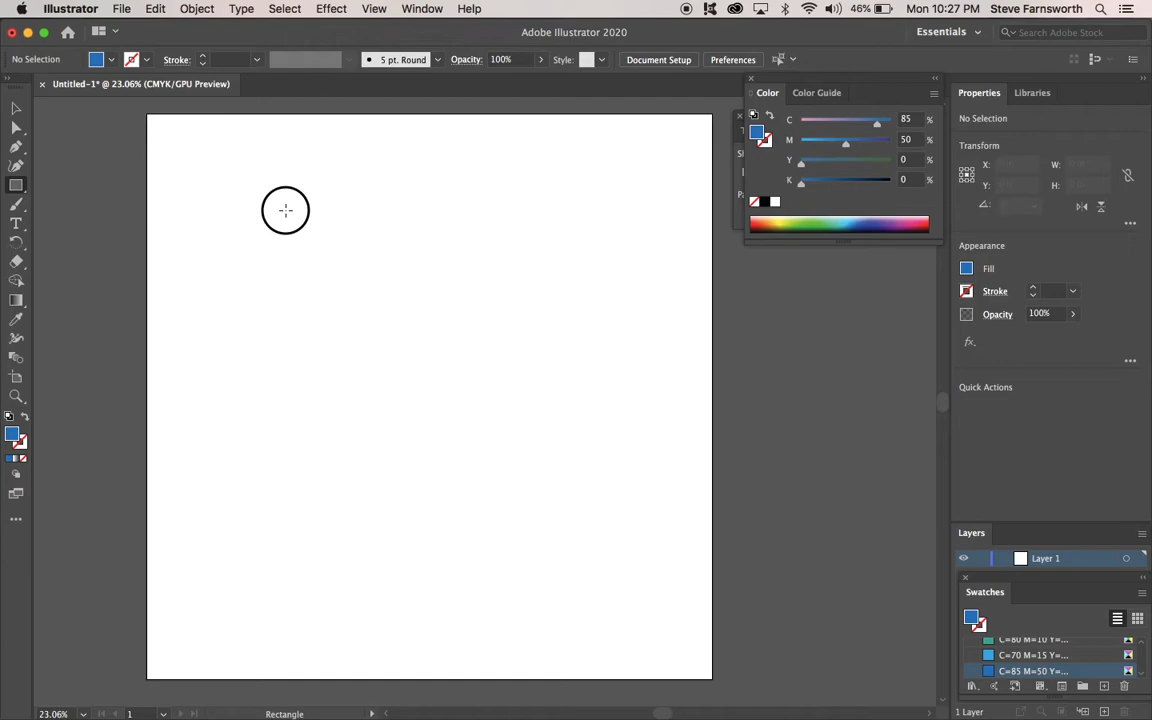 Illustrator File Edit Object Type Select Effect View Window Help 46% Mon 10:27 PM Steve Farnsworth
Adobe Illustrator 2020 Essentials Search Adobe Stock
No Selection Stroke: 5 pt. Round Opacity: 100% Style: Document Setup Preferences
Untitled-1* @ 23.06% (CMYK/GPU Preview)
Color Color Guide
C 85 %
M 50 %
Y 0 %
K 0 %
Properties Libraries
No Selection
Transform
X: W:
Y: H:
Appearance
Fill
Stroke
Opacity 100%
fx.
Quick Actions
Layers
Layer 1
Swatches
C=80 M=10 Y=...
C=70 M=15 Y=...
C=85 M=50 Y=...
1 Layer
23.06% 1 Rectangle